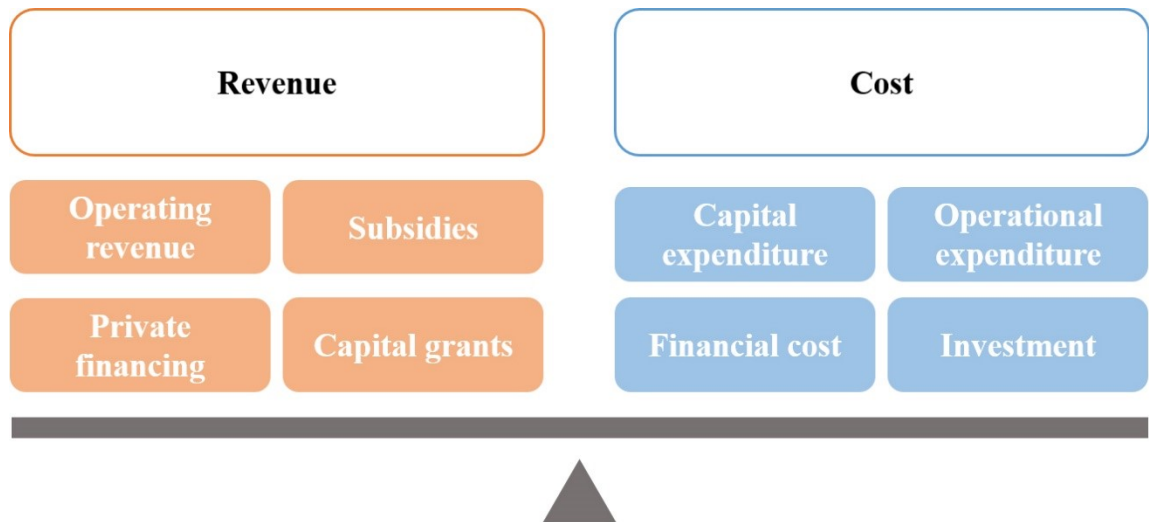 Revenue
Cost
Operating
revenue
Subsidies
Capital
expenditure
Operational
expenditure
Private
financing
Capital grants
Financial cost
Investment